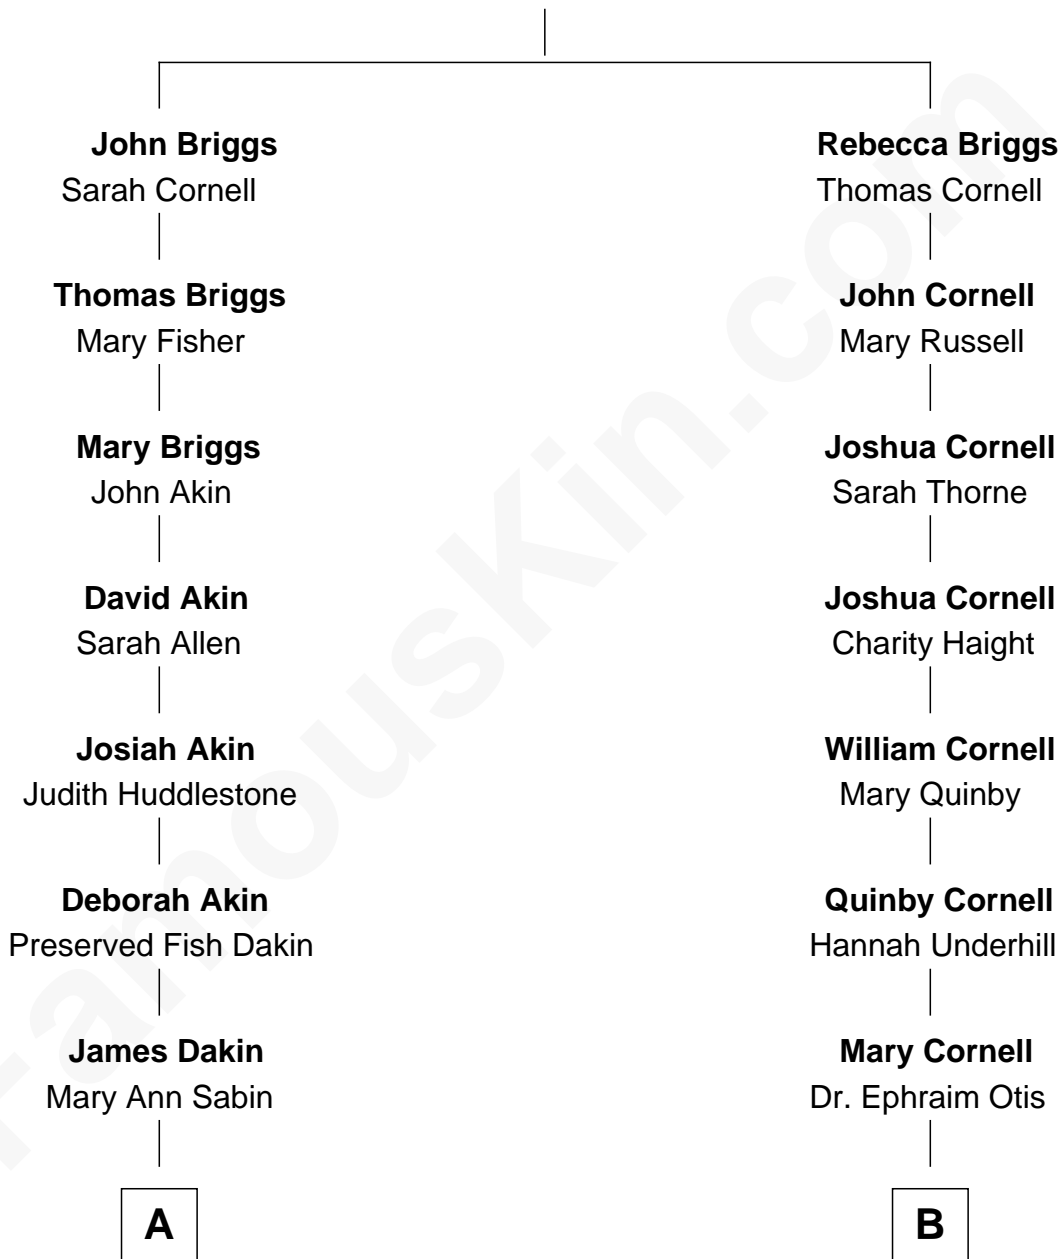 John Briggs
Sarah Cornell
Rebecca Briggs
Thomas Cornell
Thomas Briggs
Mary Fisher
John Cornell
Mary Russell
Mary Briggs
John Akin
Joshua Cornell
Sarah Thorne
David Akin
Sarah Allen
Joshua Cornell
Charity Haight
Josiah Akin
Judith Huddlestone
William Cornell
Mary Quinby
Deborah Akin
Preserved Fish Dakin
Quinby Cornell
Hannah Underhill
James Dakin
Mary Ann Sabin
Mary Cornell
Dr. Ephraim Otis
A
B
FamousKin.com